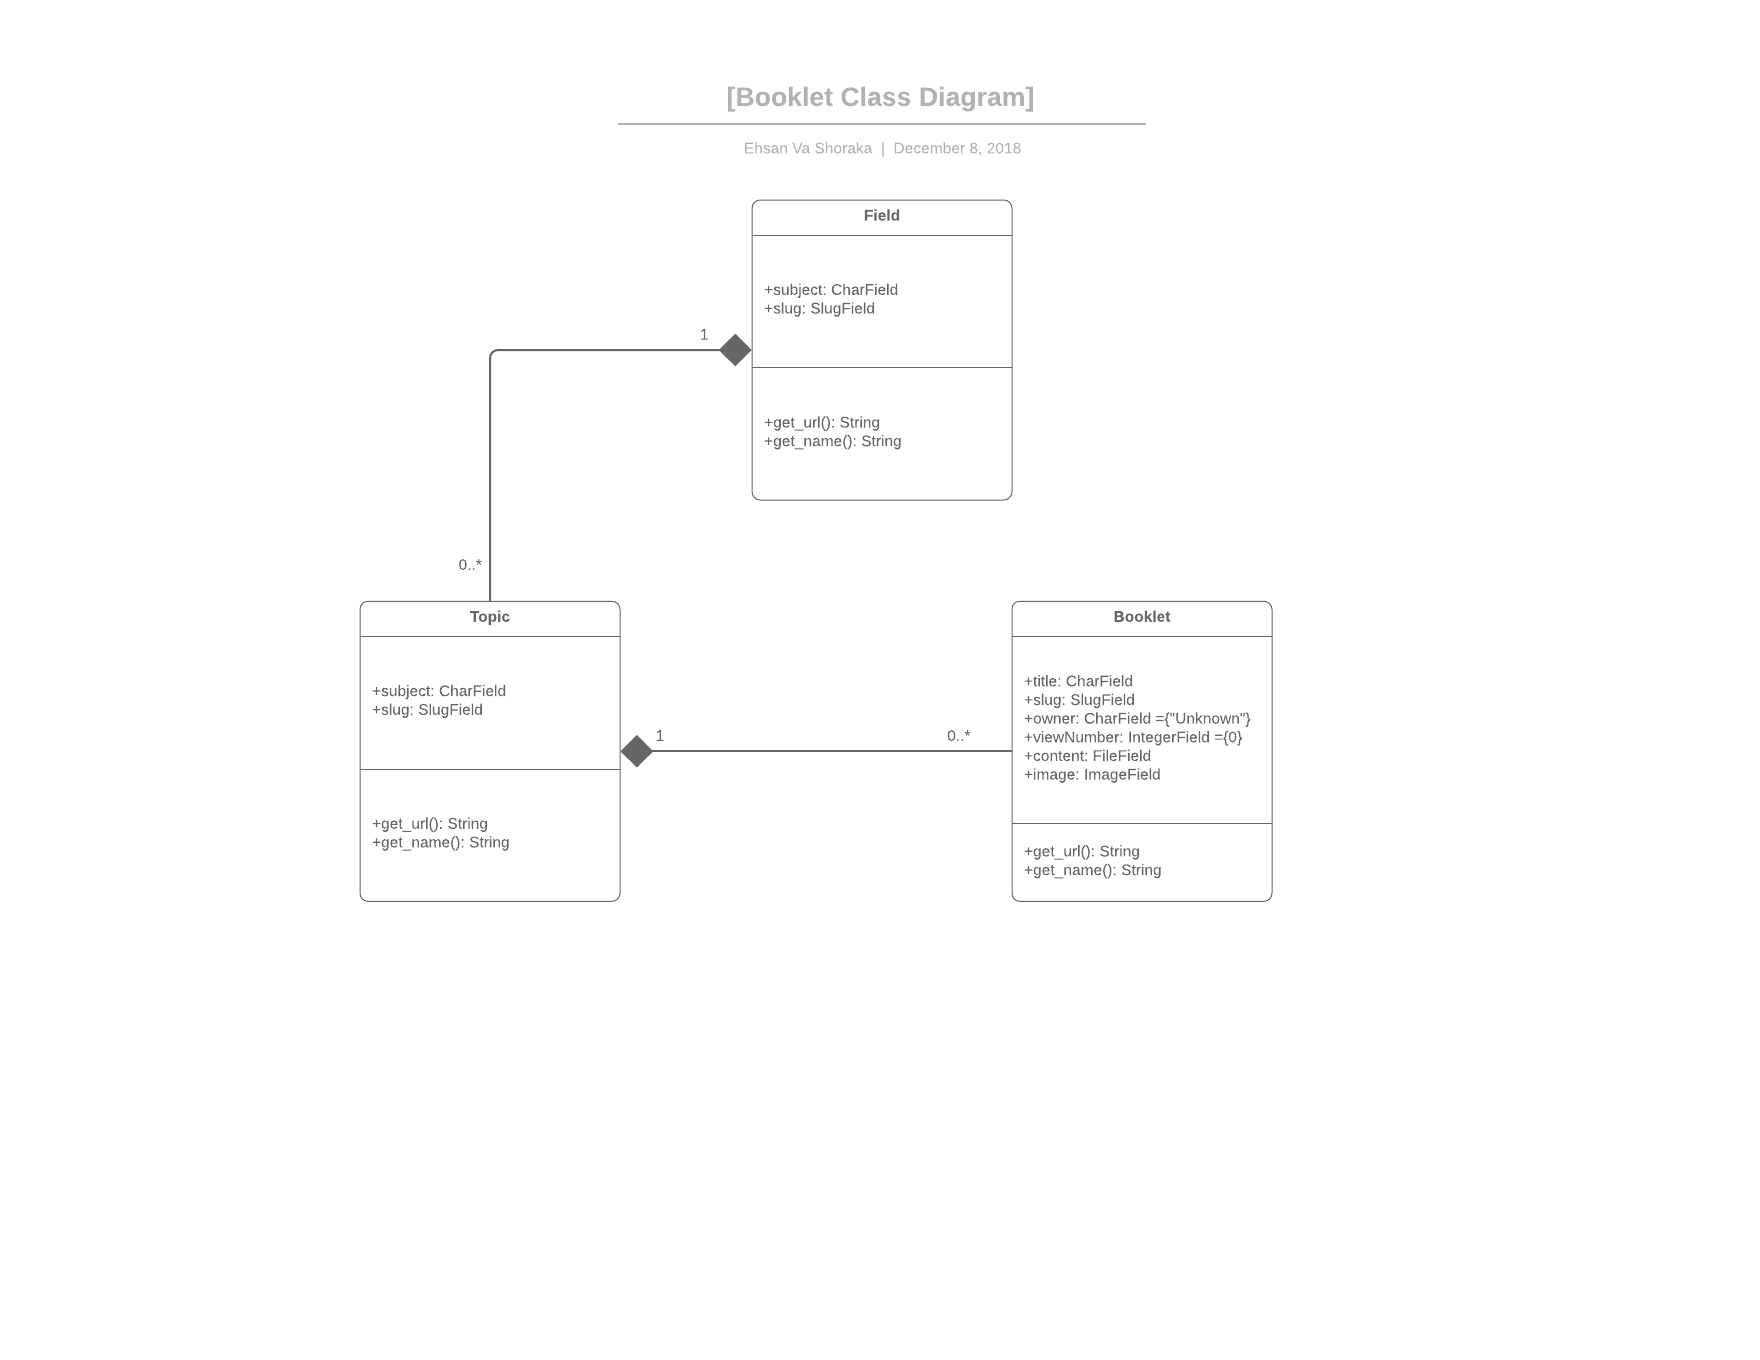 [Booklet Class Diagram]
Ehsan Va Shoraka | December 8, 2018
Field
+subject: CharField
+slug: SlugField
1
+get_url(): String
+get_name(): String
0..*
Topic
+subject: CharField
+slug: SlugField
+get_url(): String
+get_name(): String
1
0..*
Booklet
+title: CharField
+slug: SlugField
+owner: CharField ={"Unknown"}
+viewNumber: IntegerField ={0}
+content: FileField
+image: ImageField
+get_url(): String
+get_name(): String